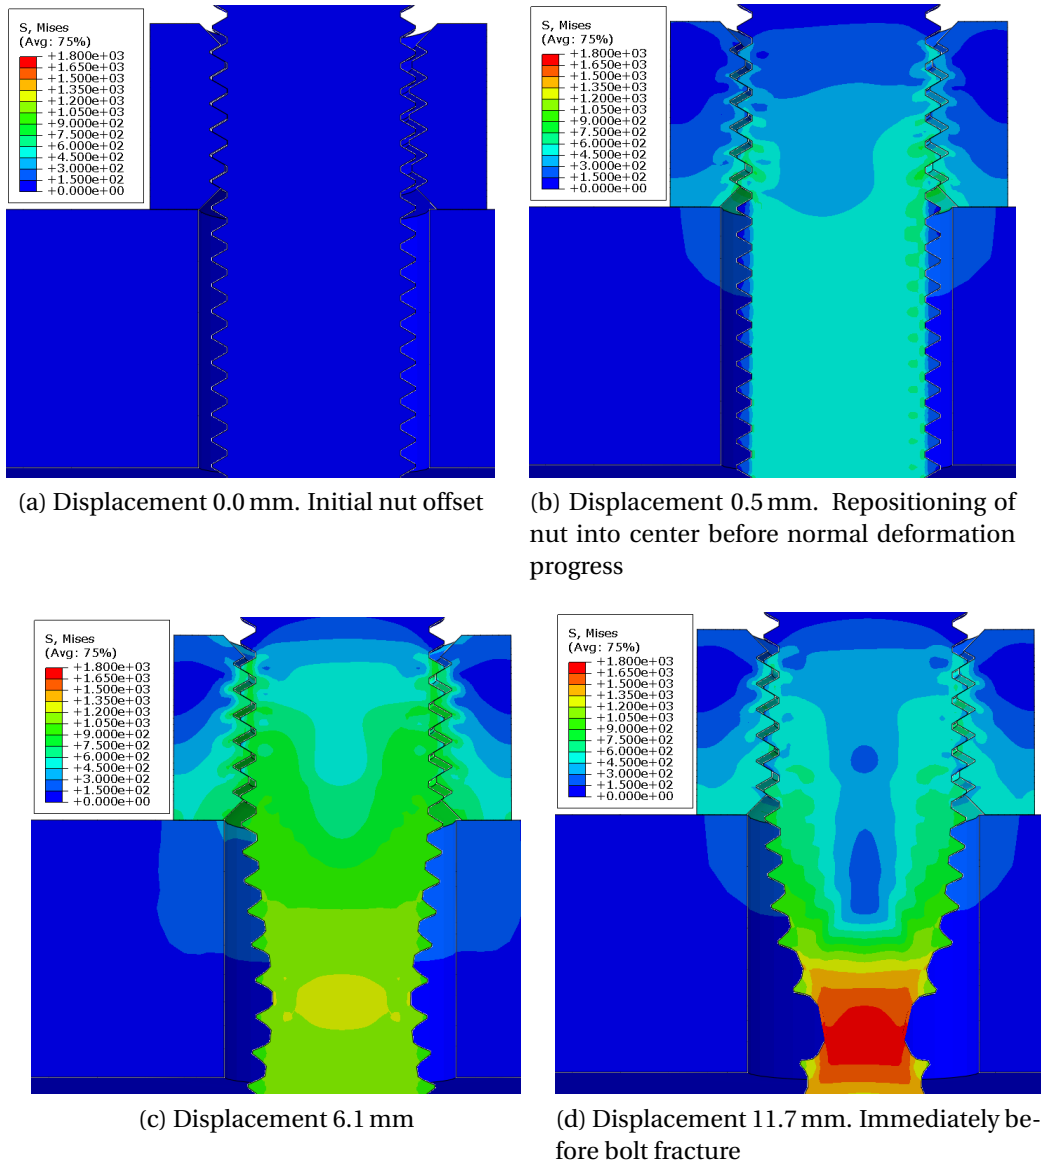 S, Mises
(Avg: 75%)
+1.800e+03
+1.650e+03
+1.500e+03
+1.350e+03
+1.200e+03
+1.050e+03
+9.000e+02
+7.500e+02
+6.000e+02
+4.500e+02
+3.000e+02
+1.500e+02
+0.000e+00
(a) Displacement 0.0 mm. Initial nut offset
S, Mises
(Avg: 75%)
+1.800e+03
+1.650e+03
+1.500e+03
+1.350e+03
+1.200e+03
+1.050e+03
+9.000e+02
+7.500e+02
+6.000e+02
+4.500e+02
+3.000e+02
+1.500e+02
+0.000e+00
(b) Displacement 0.5 mm. Repositioning of
nut into center before normal deformation
progress
S, Mises
(Avg: 75%)
+1.800e+03
+1.650e+03
+1.500e+03
+1.350e+03
+1.200e+03
+1.050e+03
+9.000e+02
+7.500e+02
+6.000e+02
+4.500e+02
+3.000e+02
+1.500e+02
+0.000e+00
(c) Displacement 6.1 mm
S, Mises
(Avg: 75%)
+1.800e+03
+1.650e+03
+1.500e+03
+1.350e+03
+1.200e+03
+1.050e+03
+9.000e+02
+7.500e+02
+6.000e+02
+4.500e+02
+3.000e+02
+1.500e+02
+0.000e+00
(d) Displacement 11.7 mm. Immediately be-
fore bolt fracture